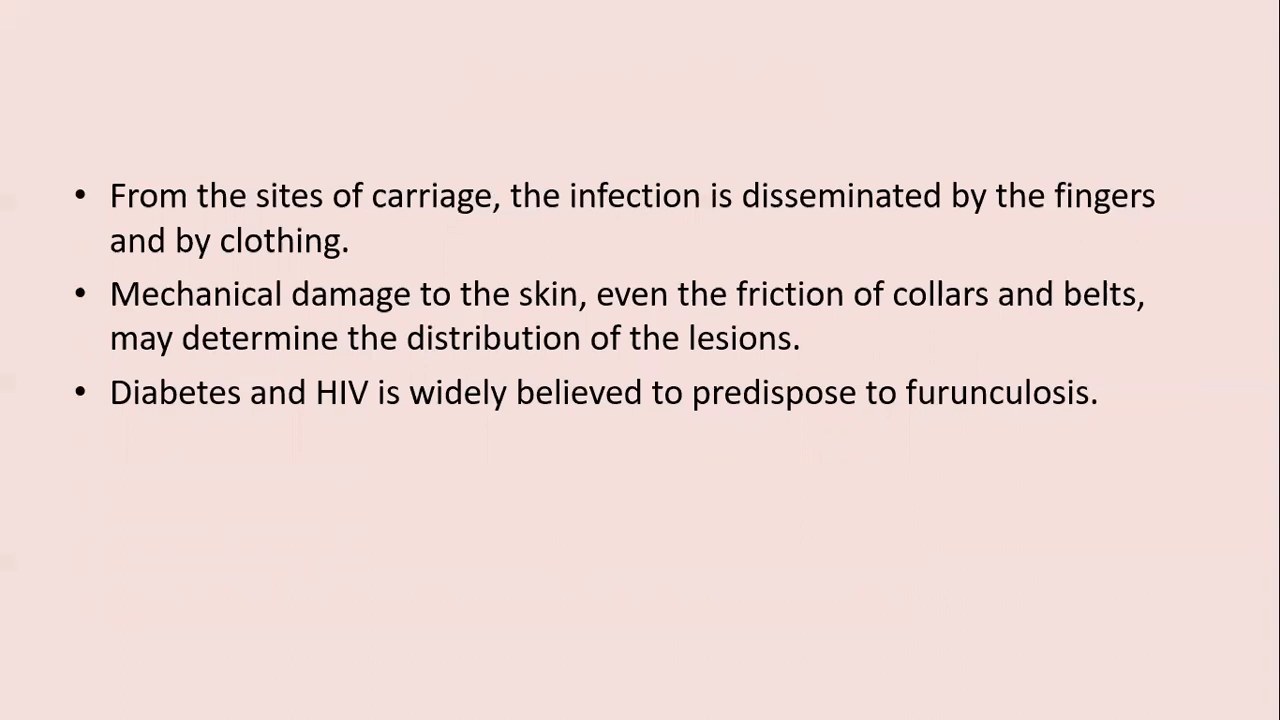 • From the sites of carriage, the infection is disseminated by the fingers
and by clothing.
• Mechanical damage to the skin, even the friction of collars and belts,
may determine the distribution of the lesions.
• Diabetes and HIV is widely believed to predispose to furunculosis.